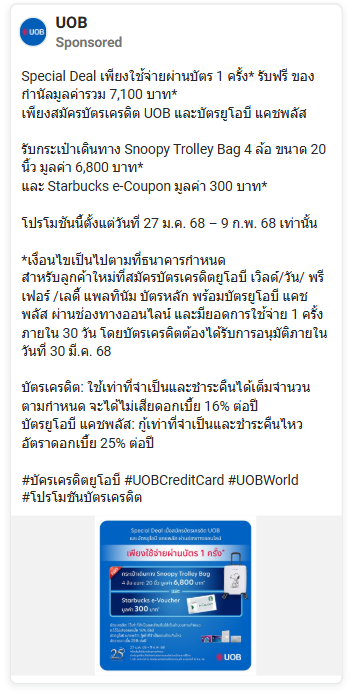 UOB
Sponsored
Special Deal เพียงใช้จ่ายผ่านบัตร 1 ครั้ง* รับฟรี ของ
กำนัลมูลค่ารวม 7,100 บาท*
เพียงสมัครบัตรเครดิต UOB และบัตรยูโอบี แคชพลัส
รับกระเป๋าเดินทาง Snoopy Trolley Bag 4 ล้อ ขนาด 20
นิ้ว มูลค่า 6,800 บาท*
และ Starbucks e-Coupon มูลค่า 300 บาท*
โปรโมชันนี้ตั้งแต่วันที่ 27 ม.ค. 68 – 9 ก.พ. 68 เท่านั้น
*เงื่อนไขเป็นไปตามที่ธนาคารกำหนด
สำหรับลูกค้าใหม่ที่สมัครบัตรเครดิตยูโอบี เวิลด์/วัน/ พรี
เฟอร์ /เลดี้ แพลทินัม บัตรหลัก พร้อมบัตรยูโอบี แคช
พลัส ผ่านช่องทางออนไลน์ และมียอดการใช้จ่าย 1 ครั้ง
ภายใน 30 วัน โดยบัตรเครดิตต้องได้รับการอนุมัติภายใน
วันที่ 30 มี.ค. 68
บัตรเครดิต: ใช้เท่าที่จำเป็นและชำระคืนได้เต็มจำนวน
ตามกำหนด จะได้ไม่เสียดอกเบี้ย 16% ต่อปี
บัตรยูโอบี แคชพลัส: กู้เท่าที่จำเป็นและชำระคืนไหว
อัตราดอกเบี้ย 25% ต่อปี
#บัครเครดิตยูโอบี #UOBCreditCard #UOBWorld
#โปรโมชันบัตรเครดิต
Special Deal เมื่อสมัครบัตรเครดิต UOB
และ บัตรยูโอบี แคชพลัส ผ่านช่องทางออนไลน์
เพียงใช้จ่ายผ่านบัตร 1 ครั้ง*
กระเป๋าเดินทาง Snoopy Trolley Bag
4 ล้อ ขนาด 20 นิ้ว มูลค่า 6,800 บาท*
Starbucks e-Voucher
มูลค่า 300 บาท*
25
UOB